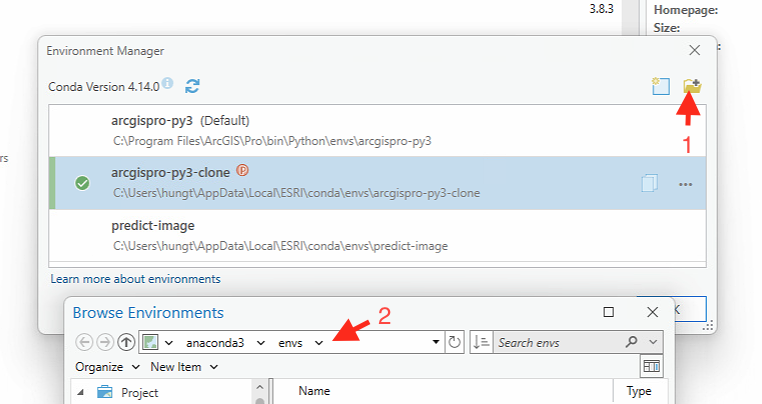 3.8.3
Homepage:
Size:
Environment Manager
Conda Version 4.14.0
arcgispro-py3 (Default)
C:\Program Files\ArcGIS\Pro\bin\Python\envs\arcgispro-py3
1
rs
arcgispro-py3-clone
C:\Users\hungt\AppData\Local\ESRI\conda\envs\arcgispro-py3-clone
predict-image
C:\Users\hungt\AppData\Local\ESRI\conda\envs\predict-image
Learn more about environments
K
Browse Environments
2
anaconda3 envs
Search envs
Organize New Item
Project
Name
Type